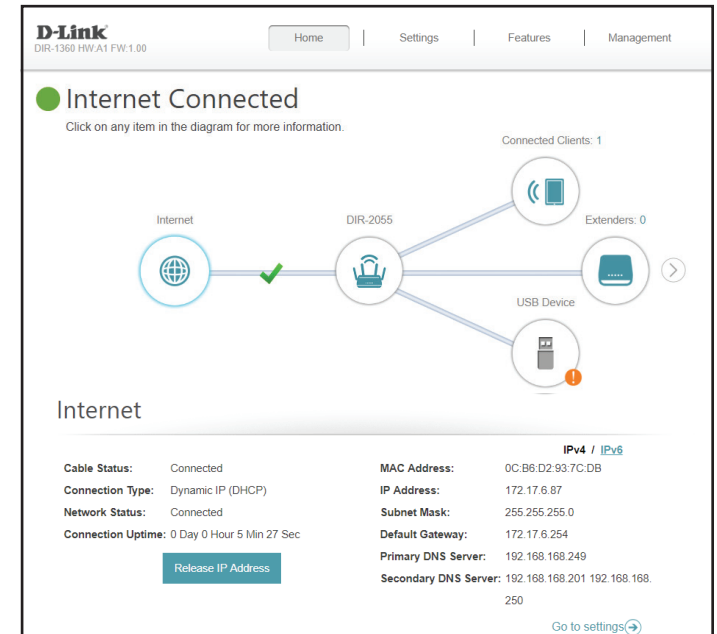 D-Link
DIR-1360 HW:A1 FW:1.00
Home
Settings
Features
Management
Internet Connected
Click on any item in the diagram for more information.
Connected Clients: 1
Internet
DIR-2055
Extenders: 0
USB Device
Internet
IPv4 / IPv6
Cable Status: Connected
MAC Address: 0C:B6:D2:93:7C:DB
Connection Type: Dynamic IP (DHCP)
IP Address: 172.17.6.87
Network Status: Connected
Subnet Mask: 255.255.255.0
Connection Uptime: 0 Day 0 Hour 5 Min 27 Sec
Default Gateway: 172.17.6.254
Release IP Address
Primary DNS Server: 192.168.168.249
Secondary DNS Server: 192.168.168.201 192.168.168.
250
Go to settings